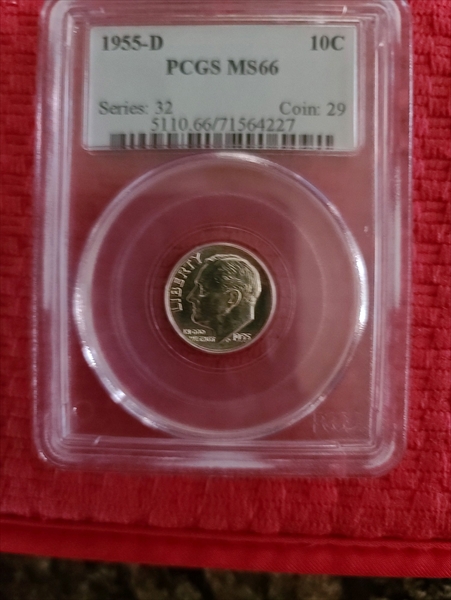 1955-D 10C
PCGS MS66
Series: 32 Coin: 29
5110.66/71564227
LIBERTY
IN GOD
WE TRUST
1955